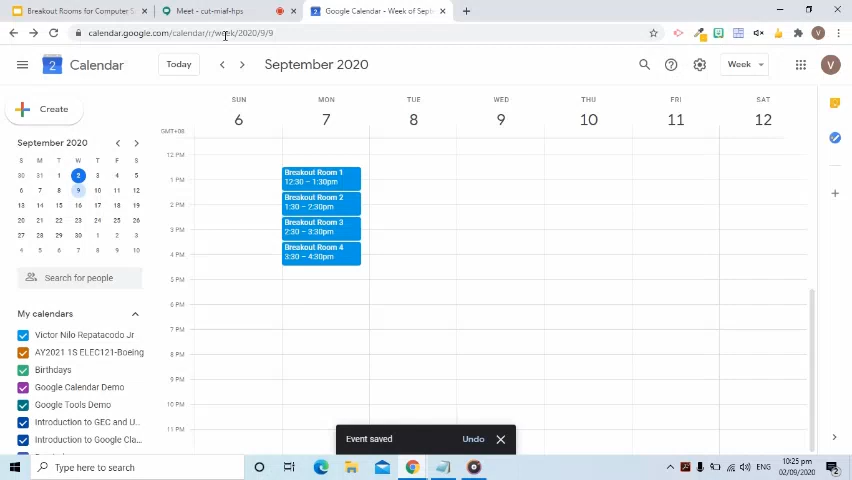 Breakout Rooms for Computer S
Meet - cut-miaf-hps
Google Calendar - Week of Sept
calendar.google.com/calendar/r/week/2020/9/9
V
2
Calendar
Today
September 2020
Week
V
Create
SUN MON TUE WED THU FRI SAT
6 7 8 9 10 11 12
GMT+08
September 2020
S M T W T F S
30 31 1 2 3 4 5
6 7 8 9 10 11 12
13 14 15 16 17 18 19
20 21 22 23 24 25 26
27 28 29 30 1 2 3
4 5 6 7 8 9 10
Search for people
My calendars
Victor Nilo Repatacodo Jr
AY2021 1S ELEC121-Boeing
Birthdays
Google Calendar Demo
Google Tools Demo
Introduction to GEC and U...
Introduction to Google Cla...
12 PM
1 PM
2 PM
3 PM
4 PM
5 PM
6 PM
7 PM
8 PM
9 PM
10 PM
11 PM
Breakout Room 1
12:30 – 1:30pm
Breakout Room 2
1:30 – 2:30pm
Breakout Room 3
2:30 – 3:30pm
Breakout Room 4
3:30 – 4:30pm
Event saved Undo
Type here to search
ENG
10:25 pm
02/09/2020
2